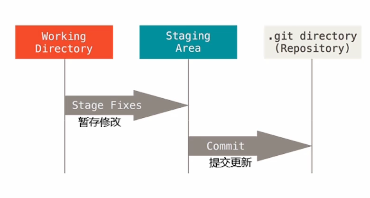 Working
Directory
Staging
Area
.git directory
(Repository)
Stage Fixes
暂存修改
Commit
提交更新